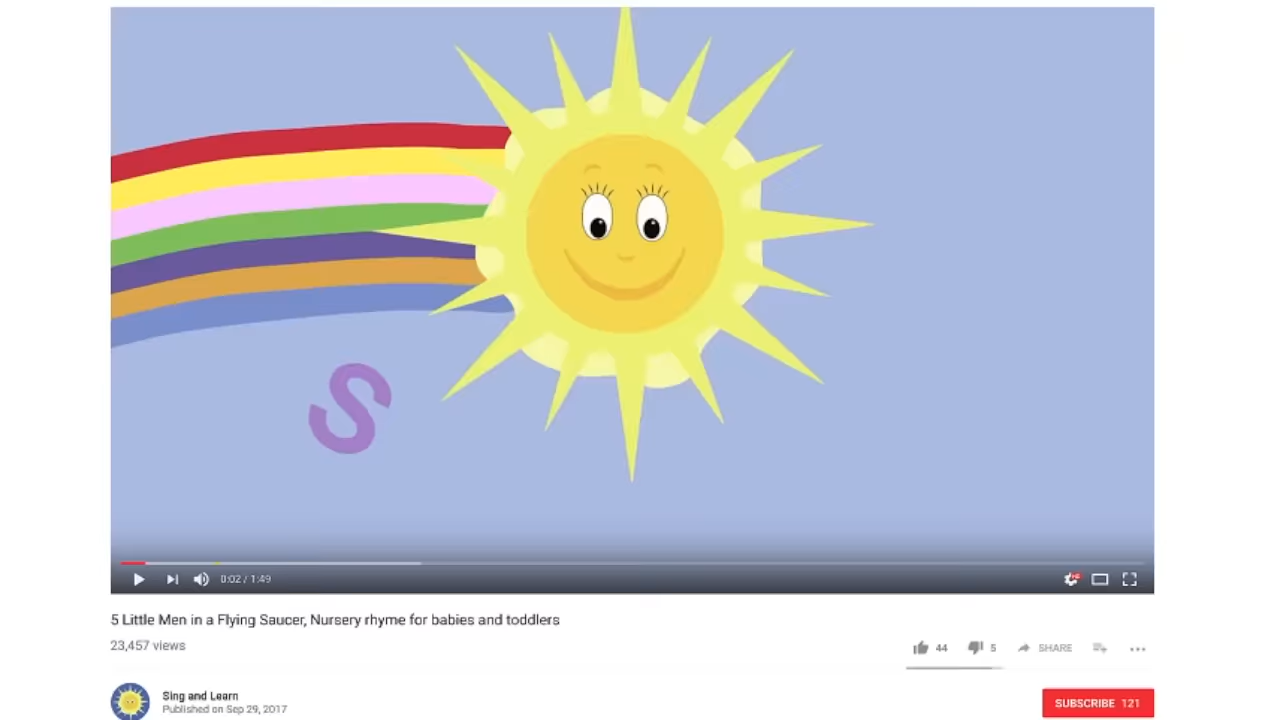 S
0:02 / 1:49
5 Little Men in a Flying Saucer, Nursery rhyme for babies and toddlers
23,457 views
44 5 SHARE
Sing and Learn
Published on Sep 29, 2017
SUBSCRIBE 121